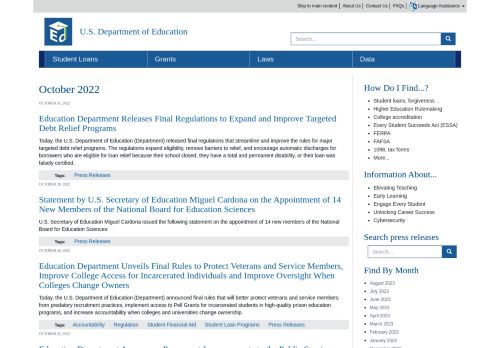 Skip to main content | About Us | Contact Us | FAQs | Language Assistance
U.S. Department of Education
Search...
Student Loans
Grants
Laws
Data
October 2022
OCTOBER 31, 2022
Education Department Releases Final Regulations to Expand and Improve Targeted
Debt Relief Programs
Today, the U.S. Department of Education (Department) released final regulations that streamline and improve the rules for major
targeted debt relief programs. The regulations expand eligibility, remove barriers to relief, and encourage automatic discharges for
borrowers who are eligible for loan relief because their school closed, they have a total and permanent disability, or their loan was
falsely certified.
Tags: Press Releases
OCTOBER 28, 2022
Statement by U.S. Secretary of Education Miguel Cardona on the Appointment of 14
New Members of the National Board for Education Sciences
U.S. Secretary of Education Miguel Cardona issued the following statement on the appointment of 14 new members of the National
Board for Education Sciences:
Tags: Press Releases
OCTOBER 28, 2022
Education Department Unveils Final Rules to Protect Veterans and Service Members,
Improve College Access for Incarcerated Individuals and Improve Oversight When
Colleges Change Owners
Today, the U.S. Department of Education (Department) announced final rules that will better protect veterans and service members
from predatory recruitment practices, implement access to Pell Grants for incarcerated students in high-quality prison education
programs, and increase accountability when colleges and universities change ownership.
Tags: Accountability Regulation Student Financial Aid Student Loan Programs Press Releases
OCTOBER 25, 2022
How Do I Find...?
Student loans, forgiveness
Higher Education Rulemaking
College accreditation
Every Student Succeeds Act (ESSA)
FERPA
FAFSA
1098, tax forms
More...
Information About...
Elevating Teaching
Early Learning
Engage Every Student
Unlocking Career Success
Cybersecurity
Search press releases
Search...
Find By Month
August 2023
July 2023
June 2023
May 2023
April 2023
March 2023
February 2023
January 2023